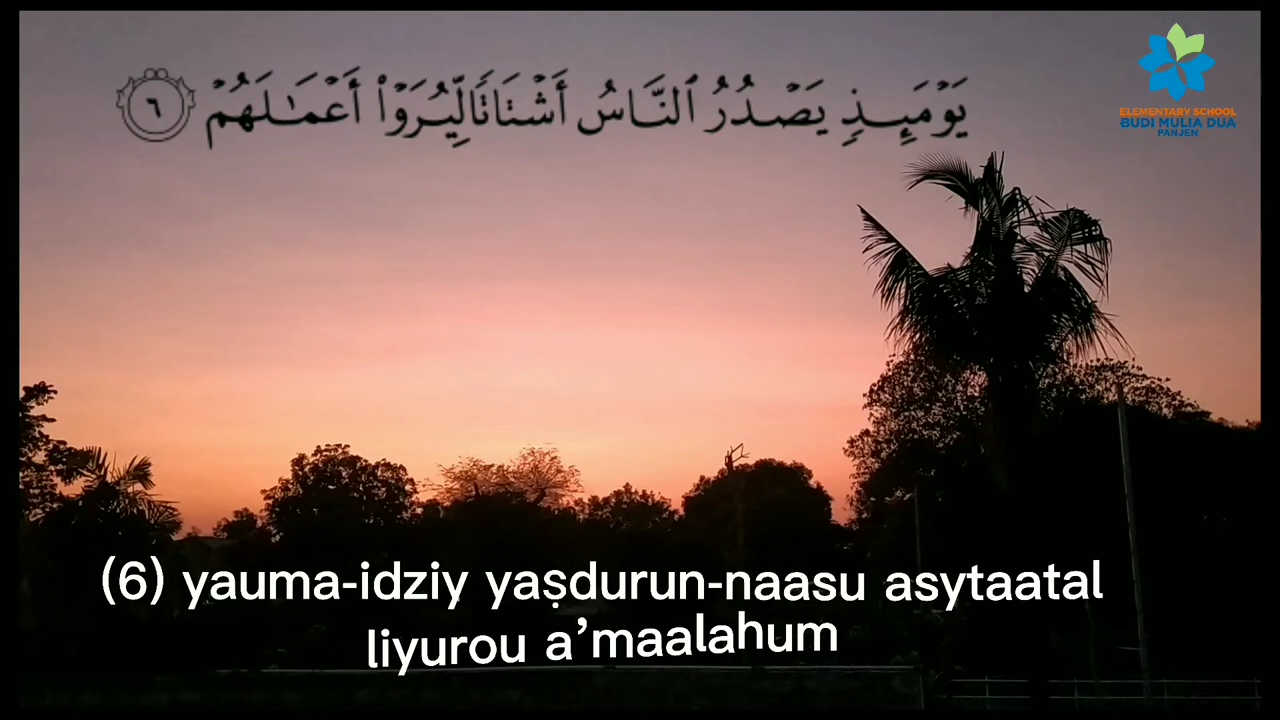 يَوْمَئِذٍ يَصْدُرُ ٱلنَّاسُ أَشْتَاتًا لِّيُرَوْا۟ أَعْمَـٰلَهُمْ ٦
ELEMENTARY SCHOOL
BUDI MULIA DUA
PANJEN
(6) yauma-idziy yaṣdurun-naasu asytaatal
liyurou a’maalahum